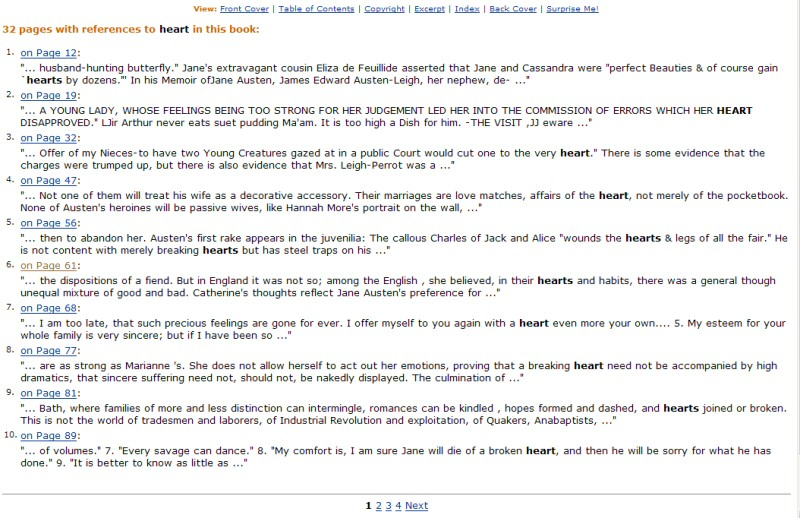 View: Front Cover | Table of Contents | Copyright | Excerpt | Index | Back Cover | Surprise Me!
32 pages with references to heart in this book:
1. on Page 12:
"... husband-hunting butterfly." Jane's extravagant cousin Eliza de Feuillide asserted that Jane and Cassandra were "perfect Beauties & of course gain
`hearts by dozens."' In his Memoir ofJane Austen, James Edward Austen-Leigh, her nephew, de- ..."
2. on Page 19:
"... A YOUNG LADY, WHOSE FEELINGS BEING TOO STRONG FOR HER JUDGEMENT LED HER INTO THE COMMISSION OF ERRORS WHICH HER HEART
DISAPPROVED." LJir Arthur never eats suet pudding Ma'am. It is too high a Dish for him. -THE VISIT ,JJ eware ..."
3. on Page 32:
"... Offer of my Nieces-to have two Young Creatures gazed at in a public Court would cut one to the very heart." There is some evidence that the
charges were trumped up, but there is also evidence that Mrs. Leigh-Perrot was a ..."
4. on Page 47:
"... Not one of them will treat his wife as a decorative accessory. Their marriages are love matches, affairs of the heart, not merely of the pocketbook.
None of Austen's heroines will be passive wives, like Hannah More's portrait on the wall, ..."
5. on Page 56:
"... then to abandon her. Austen's first rake appears in the juvenilia: The callous Charles of Jack and Alice "wounds the hearts & legs of all the fair." He
is not content with merely breaking hearts but has steel traps on his ..."
6. on Page 61:
"... the dispositions of a fiend. But in England it was not so; among the English , she believed, in their hearts and habits, there was a general though
unequal mixture of good and bad. Catherine's thoughts reflect Jane Austen's preference for ..."
7. on Page 68:
"... I am too late, that such precious feelings are gone for ever. I offer myself to you again with a heart even more your own.... 5. My esteem for your
whole family is very sincere; but if I have been so ..."
8. on Page 77:
"... are as strong as Marianne 's. She does not allow herself to act out her emotions, proving that a breaking heart need not be accompanied by high
dramatics, that sincere suffering need not, should not, be nakedly displayed. The culmination of ..."
9. on Page 81:
"... Bath, where families of more and less distinction can intermingle, romances can be kindled , hopes formed and dashed, and hearts joined or broken.
This is not the world of tradesmen and laborers, of Industrial Revolution and exploitation, of Quakers, Anabaptists, ..."
10. on Page 89:
"... of volumes." 7. "Every savage can dance." 8. "My comfort is, I am sure Jane will die of a broken heart, and then he will be sorry for what he has
done." 9. "It is better to know as little as ..."
1 2 3 4 Next